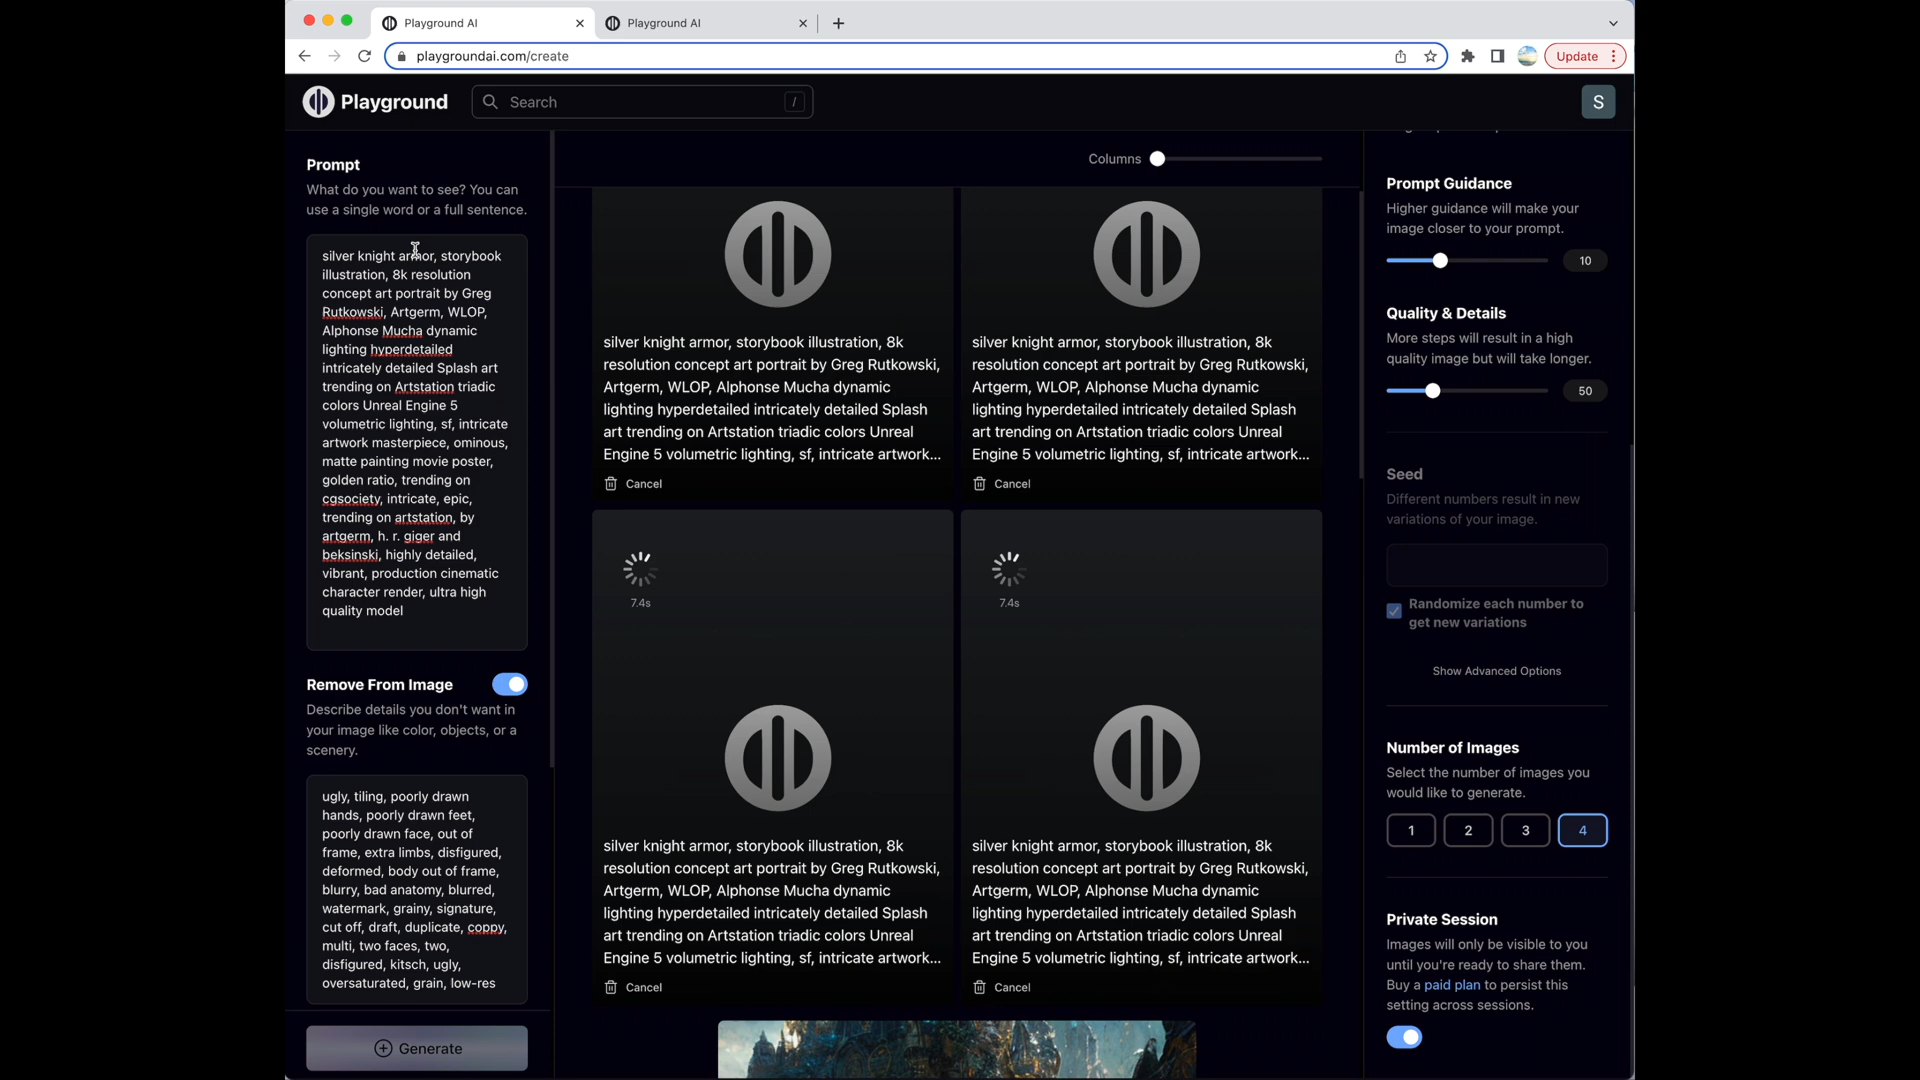 Playground AI
Playground AI
playgroundai.com/create
Update
Playground
Search
/
S
Prompt
What do you want to see? You can
use a single word or a full sentence.
silver knight armor, storybook
illustration, 8k resolution
concept art portrait by Greg
Rutkowski, Artgerm, WLOP,
Alphonse Mucha dynamic
lighting hyperdetailed
intricately detailed Splash art
trending on Artstation triadic
colors Unreal Engine 5
volumetric lighting, sf, intricate
artwork masterpiece, ominous,
matte painting movie poster,
golden ratio, trending on
cgsociety, intricate, epic,
trending on artstation, by
artgerm, h. r. giger and
beksinski, highly detailed,
vibrant, production cinematic
character render, ultra high
quality model
Remove From Image
Describe details you don't want in
your image like color, objects, or a
scenery.
ugly, tiling, poorly drawn
hands, poorly drawn feet,
poorly drawn face, out of
frame, extra limbs, disfigured,
deformed, body out of frame,
blurry, bad anatomy, blurred,
watermark, grainy, signature,
cut off, draft, duplicate, coppy,
multi, two faces, two,
disfigured, kitsch, ugly,
oversaturated, grain, low-res
Generate
Columns
silver knight armor, storybook illustration, 8k
resolution concept art portrait by Greg Rutkowski,
Artgerm, WLOP, Alphonse Mucha dynamic
lighting hyperdetailed intricately detailed Splash
art trending on Artstation triadic colors Unreal
Engine 5 volumetric lighting, sf, intricate artwork...
Cancel
silver knight armor, storybook illustration, 8k
resolution concept art portrait by Greg Rutkowski,
Artgerm, WLOP, Alphonse Mucha dynamic
lighting hyperdetailed intricately detailed Splash
art trending on Artstation triadic colors Unreal
Engine 5 volumetric lighting, sf, intricate artwork...
Cancel
7.4s
silver knight armor, storybook illustration, 8k
resolution concept art portrait by Greg Rutkowski,
Artgerm, WLOP, Alphonse Mucha dynamic
lighting hyperdetailed intricately detailed Splash
art trending on Artstation triadic colors Unreal
Engine 5 volumetric lighting, sf, intricate artwork...
Cancel
7.4s
silver knight armor, storybook illustration, 8k
resolution concept art portrait by Greg Rutkowski,
Artgerm, WLOP, Alphonse Mucha dynamic
lighting hyperdetailed intricately detailed Splash
art trending on Artstation triadic colors Unreal
Engine 5 volumetric lighting, sf, intricate artwork...
Cancel
Prompt Guidance
Higher guidance will make your
image closer to your prompt.
10
Quality & Details
More steps will result in a high
quality image but will take longer.
50
Seed
Different numbers result in new
variations of your image.
Randomize each number to
get new variations
Show Advanced Options
Number of Images
Select the number of images you
would like to generate.
1 2 3 4
Private Session
Images will only be visible to you
until you're ready to share them.
Buy a paid plan to persist this
setting across sessions.